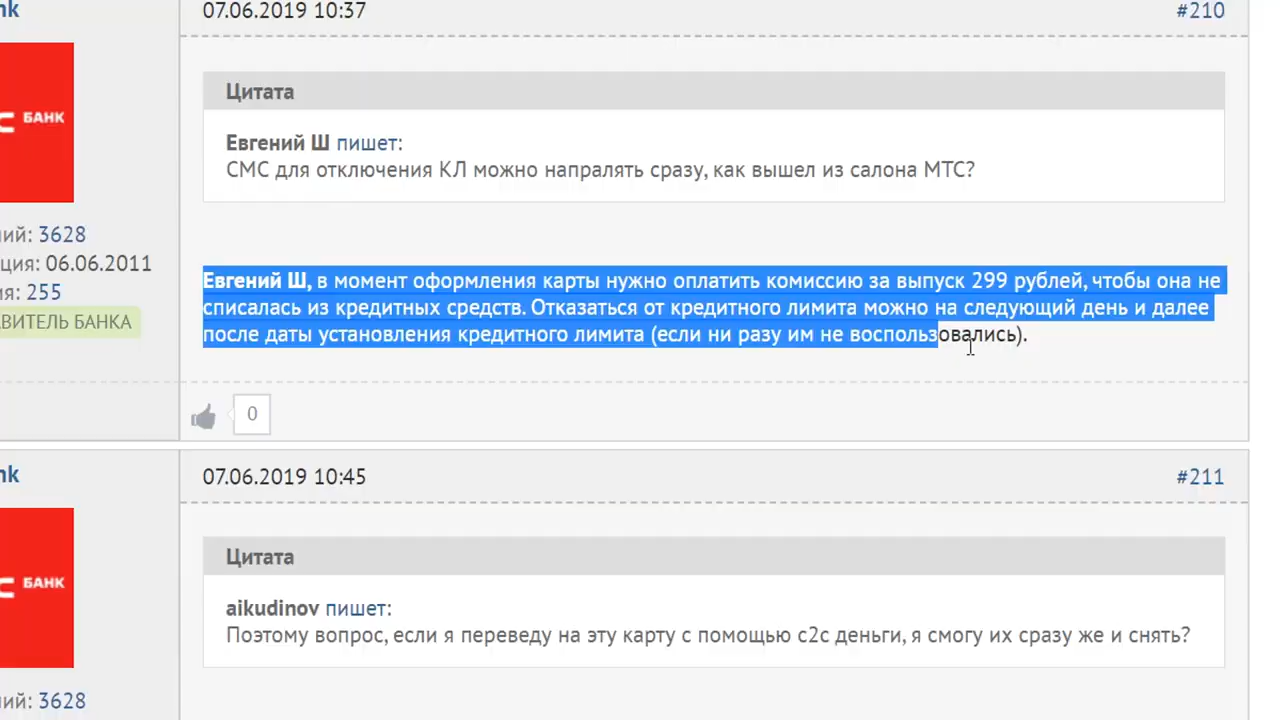 nk
07.06.2019 10:37
#210
Цитата
БАНК
Евгений Ш пишет:
СМС для отключения КЛ можно напралять сразу, как вышел из салона МТС?
ий: 3628
ция: 06.06.2011
ия: 255
АВИТЕЛЬ БАНКА
Евгений Ш, в момент оформления карты нужно оплатить комиссию за выпуск 299 рублей, чтобы она не
списалась из кредитных средств. Отказаться от кредитного лимита можно на следующий день и далее
после даты установления кредитного лимита (если ни разу им не воспользовались).
0
nk
07.06.2019 10:45
#211
Цитата
С БАНК
aikudinov пишет:
Поэтому вопрос, если я переведу на эту карту с помощью c2c деньги, я смогу их сразу же и снять?
ий: 3628